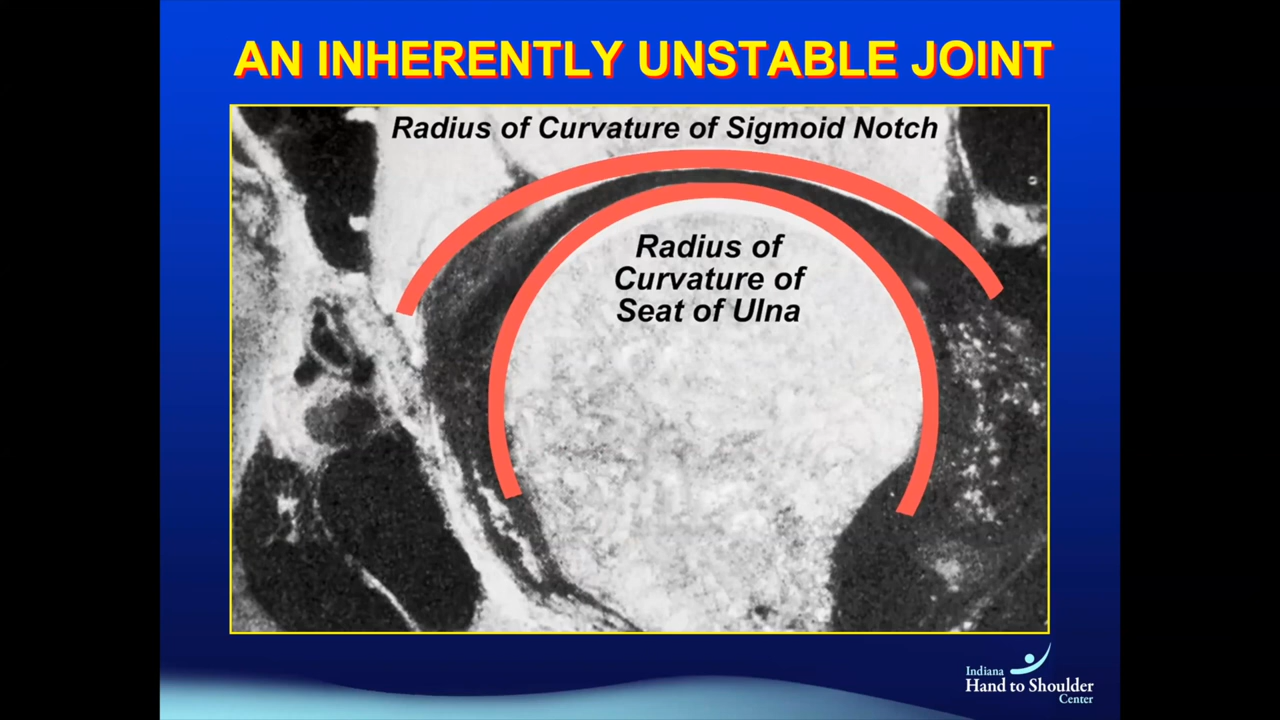 AN INHERENTLY UNSTABLE JOINT
Radius of Curvature of Sigmoid Notch
Radius of
Curvature of
Seat of Ulna
Indiana
Hand to Shoulder
Center